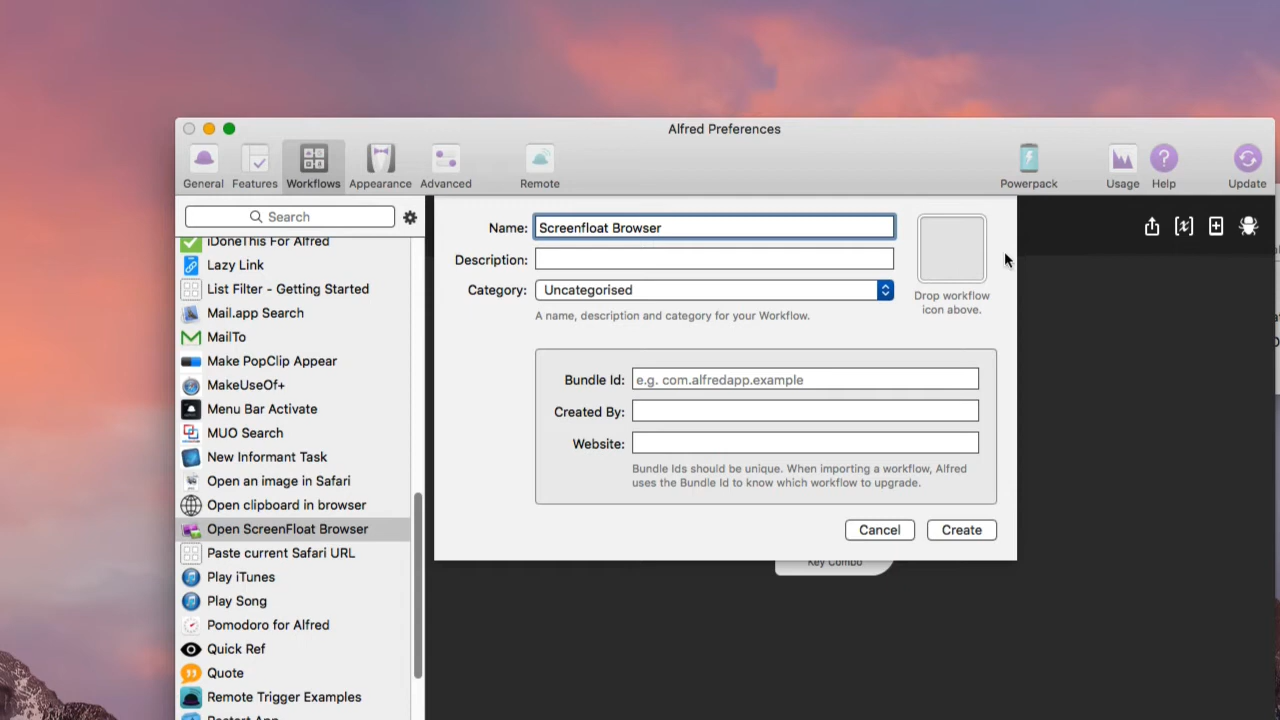 Alfred Preferences
General
Features
Workflows
Appearance
Advanced
Remote
Powerpack
Usage
Help
Update
Search
iDoneThis For Alfred
Lazy Link
List Filter - Getting Started
Mail.app Search
MailTo
Make PopClip Appear
MakeUseOf+
Menu Bar Activate
MUO Search
New Informant Task
Open an image in Safari
Open clipboard in browser
Open ScreenFloat Browser
Paste current Safari URL
Play iTunes
Play Song
Pomodoro for Alfred
Quick Ref
Quote
Remote Trigger Examples
Restart App
Name: Screenfloat Browser
Description:
Category: Uncategorised
A name, description and category for your Workflow.
Drop workflow
icon above.
Bundle Id: e.g. com.alfredapp.example
Created By:
Website:
Bundle Ids should be unique. When importing a workflow, Alfred
uses the Bundle Id to know which workflow to upgrade.
Cancel
Create
Key Combo